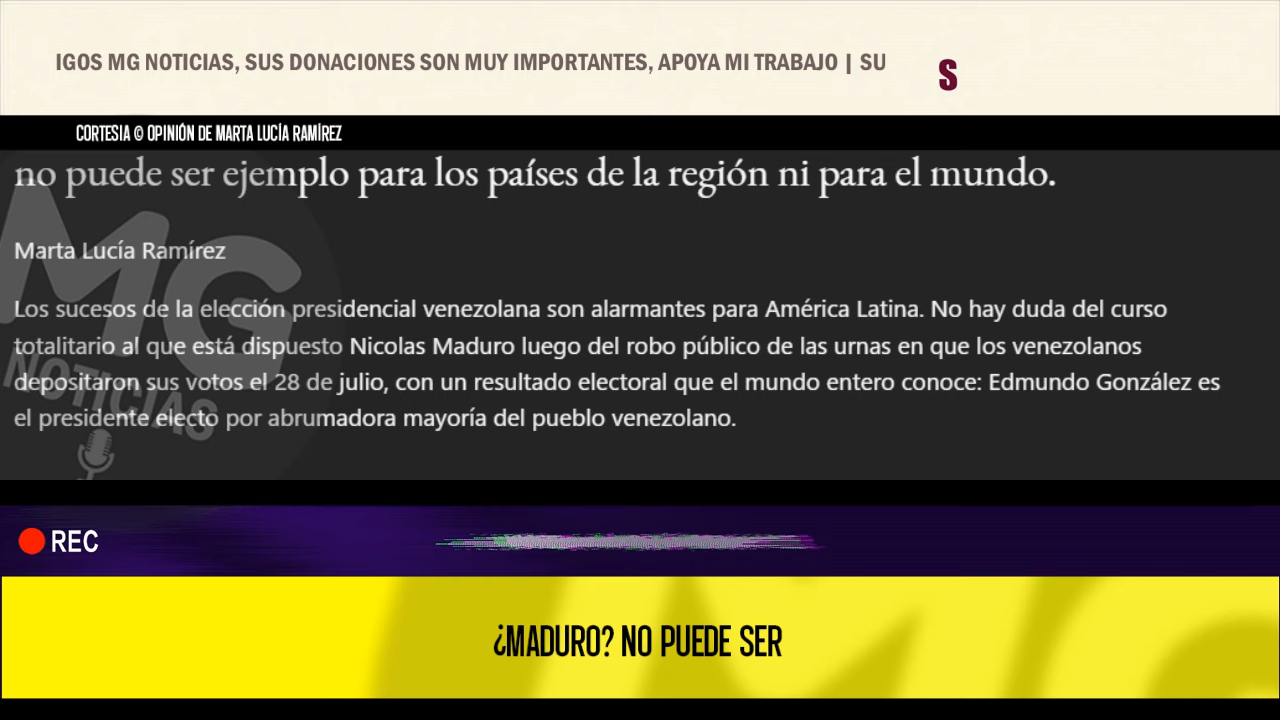 IGOS MG NOTICIAS, SUS DONACIONES SON MUY IMPORTANTES, APOYA MI TRABAJO | SU
S
CORTESIA © OPINIÓN DE MARTA LUCÍA RAMÍREZ
no puede ser ejemplo para los países de la región ni para el mundo.
Marta Lucía Ramírez
Los sucesos de la elección presidencial venezolana son alarmantes para América Latina. No hay duda del curso
totalitario al que está dispuesto Nicolas Maduro luego del robo público de las urnas en que los venezolanos
depositaron sus votos el 28 de julio, con un resultado electoral que el mundo entero conoce: Edmundo González es
el presidente electo por abrumadora mayoría del pueblo venezolano.
MG
NOTICIAS
REC
¿MADURO? NO PUEDE SER